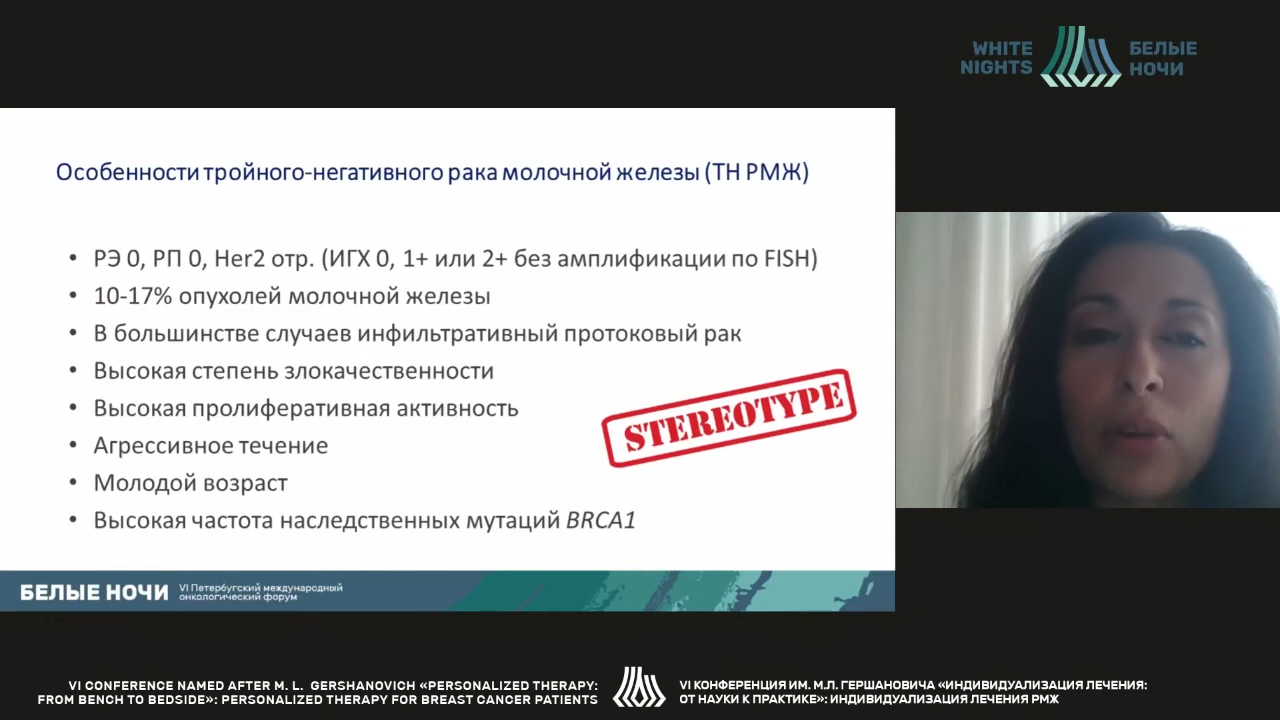 WHITE
NIGHTS
БЕЛЫЕ
НОЧИ
Особенности тройного-негативного рака молочной железы (ТН РМЖ)
• РЭ 0, РП 0, Her2 отр. (ИГХ 0, 1+ или 2+ без амплификации по FISH)
• 10-17% опухолей молочной железы
• В большинстве случаев инфильтративный протоковый рак
• Высокая степень злокачественности
• Высокая пролиферативная активность
• Агрессивное течение
• Молодой возраст
• Высокая частота наследственных мутаций BRCA1
STEREOTYPE
БЕЛЫЕ НОЧИ
VI Петербугский международный
онкологический форум
VI CONFERENCE NAMED AFTER M. L. GERSHANOVICH «PERSONALIZED THERAPY:
FROM BENCH TO BEDSIDE»: PERSONALIZED THERAPY FOR BREAST CANCER PATIENTS
VI КОНФЕРЕНЦИЯ ИМ. М.Л. ГЕРШАНОВИЧА «ИНДИВИДУАЛИЗАЦИЯ ЛЕЧЕНИЯ:
ОТ НАУКИ К ПРАКТИКЕ»: ИНДИВИДУАЛИЗАЦИЯ ЛЕЧЕНИЯ РМЖ